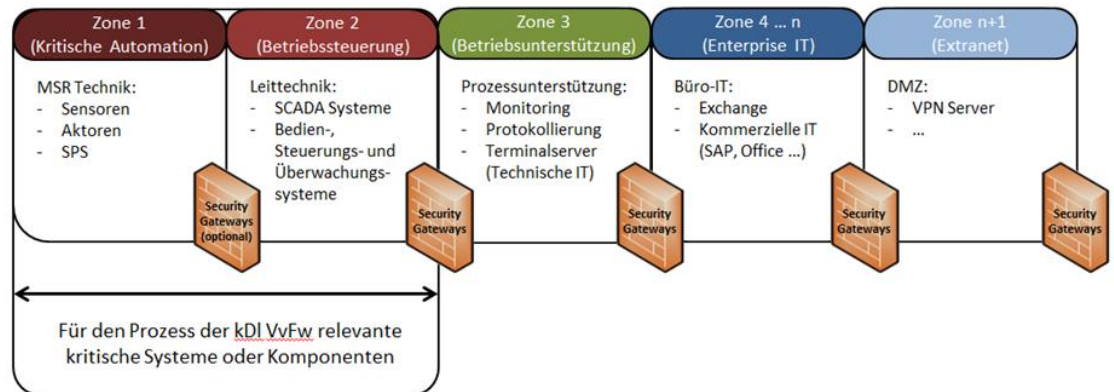 Zone 1
(Kritische Automation)
MSR Technik:
- Sensoren
- Aktoren
- SPS
Security
Gateways
(optional)
Zone 2
(Betriebssteuerung)
Leittechnik:
- SCADA Systeme
- Bedien-,
Steuerungs- und
Überwachungs-
systeme
Security
Gateways
Zone 3
(Betriebsunterstützung)
Prozessunterstützung:
- Monitoring
- Protokollierung
- Terminalserver
(Technische IT)
Security
Gateways
Zone 4 ... n
(Enterprise IT)
Büro-IT:
- Exchange
- Kommerzielle IT
(SAP, Office ...)
Security
Gateways
Zone n+1
(Extranet)
DMZ:
- VPN Server
- ...
Security
Gateways
Für den Prozess der kDl VvFw relevante
kritische Systeme oder Komponenten